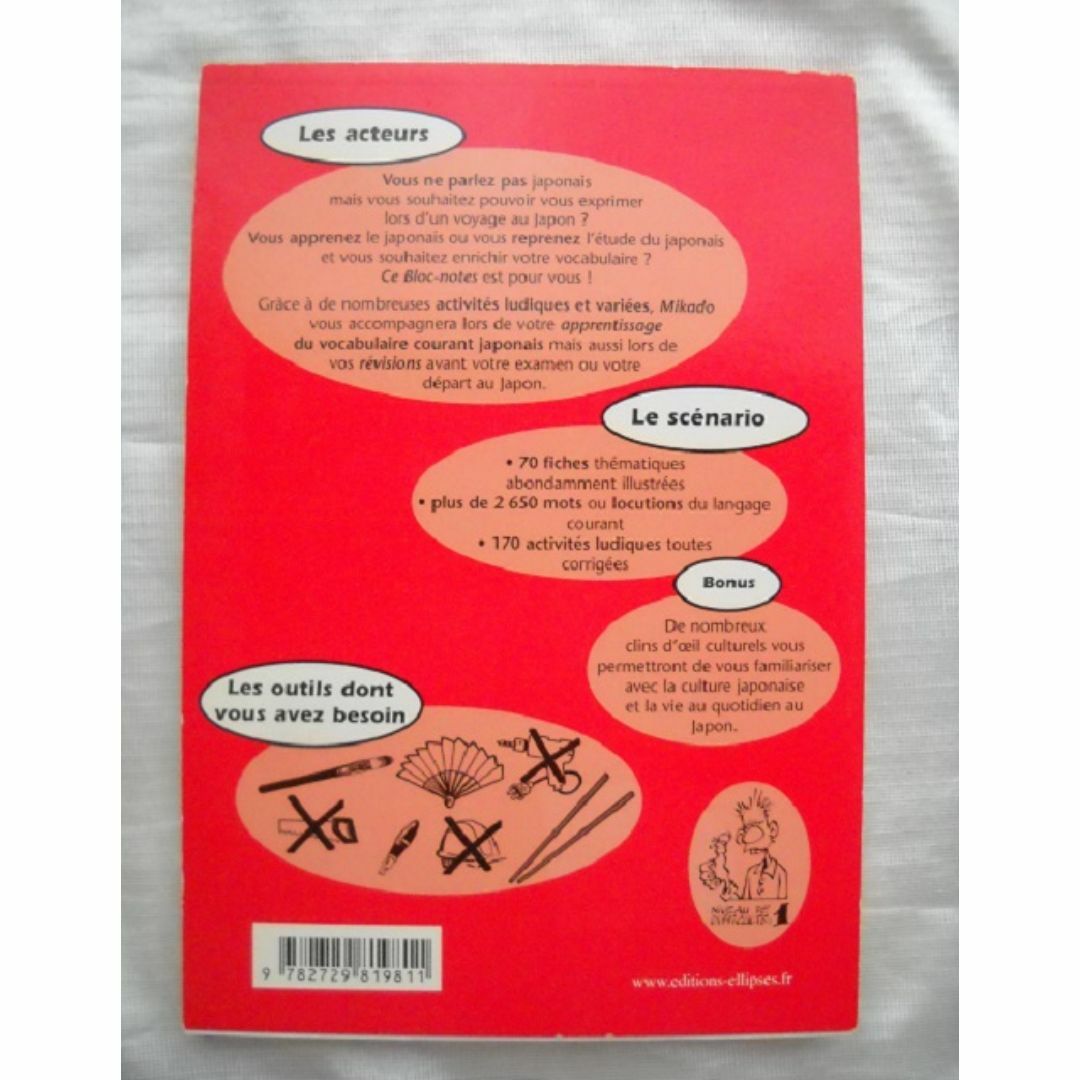 Les acteurs
Vous ne parlez pas japonais
mais vous souhaitez pouvoir vous exprimer
lors d'un voyage au Japon ?
Vous apprenez le japonais ou vous reprenez l'étude du japonais
et vous souhaitez enrichir votre vocabulaire ?
Ce Bloc-notes est pour vous !
Grâce à de nombreuses activités ludiques et variées, Mikado
vous accompagnera lors de votre apprentissage
du vocabulaire courant japonais mais aussi lors de
vos révisions avant votre examen ou votre
départ au Japon.
Le scénario
• 70 fiches thématiques
abondamment illustrées
• plus de 2 650 mots ou locutions du langage
courant
• 170 activités ludiques toutes
corrigées
Bonus
De nombreux
clins d'œil culturels vous
permettront de vous familiariser
avec la culture japonaise
et la vie au quotidien au
Japon.
Les outils dont
vous avez besoin
NIVEAU DE
DIFFICULTÉ 1
9 782729 819811
www.editions-ellipses.fr